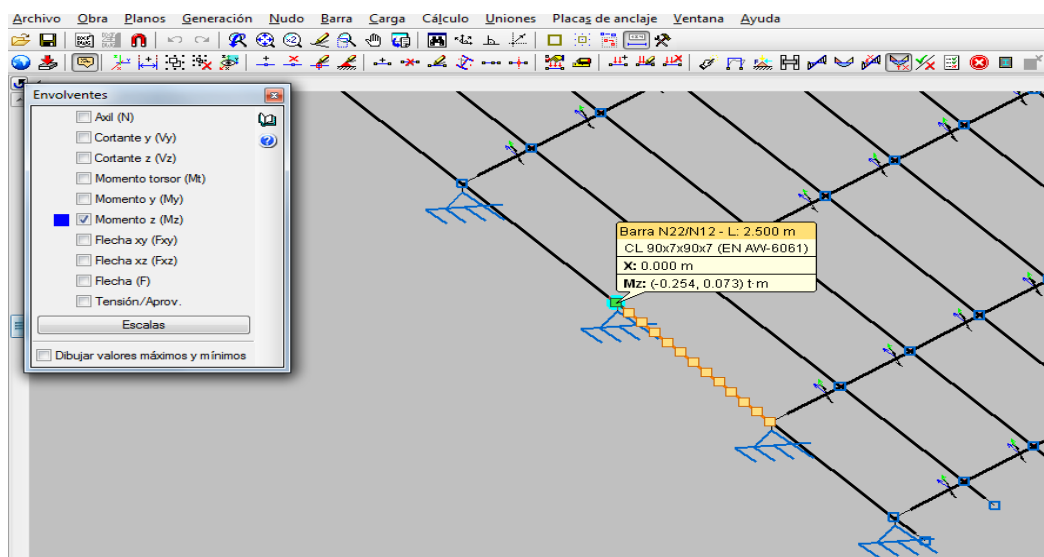 Archivo Obra Planos Generación Nudo Barra Carga Cálculo Uniones Placas de anclaje Ventana Ayuda
Envolventes
Axil (N)
Cortante y (Vy)
Cortante z (Vz)
Momento torsor (Mt)
Momento y (My)
Momento z (Mz)
Flecha xy (Fxy)
Flecha xz (Fxz)
Flecha (F)
Tensión/Aprov.
Escalas
Dibujar valores máximos y mínimos
Barra N22/N12 - L: 2.500 m
CL 90x7x90x7 (EN AW-6061)
X: 0.000 m
Mz: (-0.254, 0.073) t·m